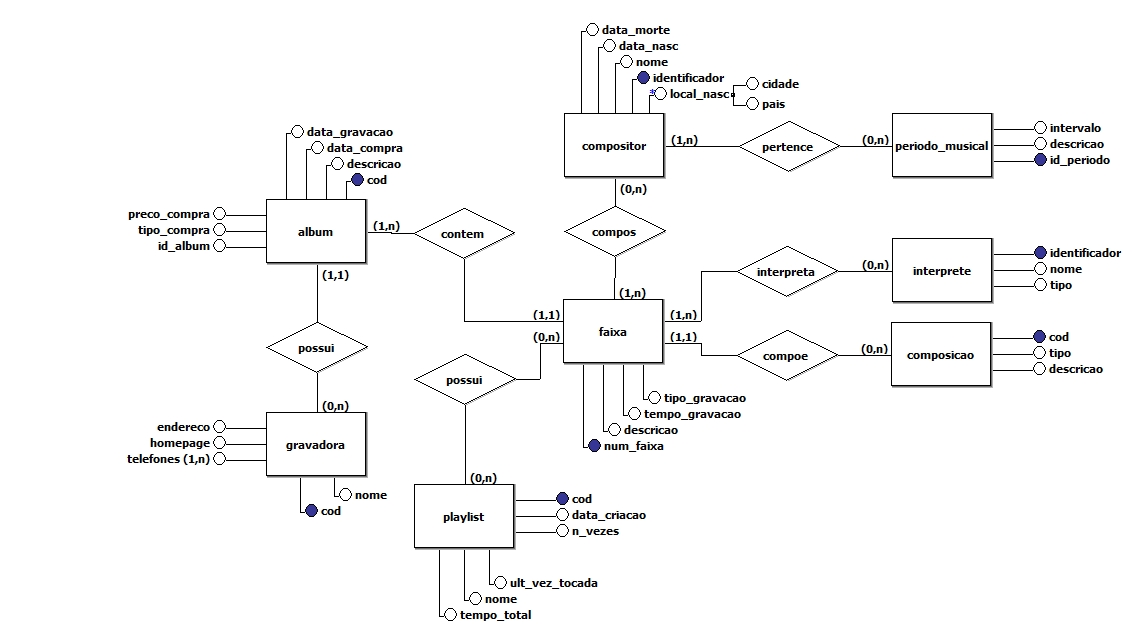 data_morte
data_nasc
nome
identificador
* local_nasc
cidade
pais
compositor
(1,n)
pertence
(0,n)
periodo_musical
intervalo
descricao
id_periodo
data_gravacao
data_compra
descricao
cod
preco_compra
tipo_compra
id_album
album
(1,n)
contem
(0,n)
compos
(1,n)
(1,1)
interpreta
(0,n)
interprete
identificador
nome
tipo
(1,1)
(0,n)
faixa
(1,n)
(1,1)
compoe
(0,n)
composicao
cod
tipo
descricao
possui
possui
tipo_gravacao
tempo_gravacao
descricao
num_faixa
(0,n)
endereco
homepage
telefones (1,n)
gravadora
nome
cod
(0,n)
playlist
cod
data_criacao
n_vezes
ult_vez_tocada
nome
tempo_total